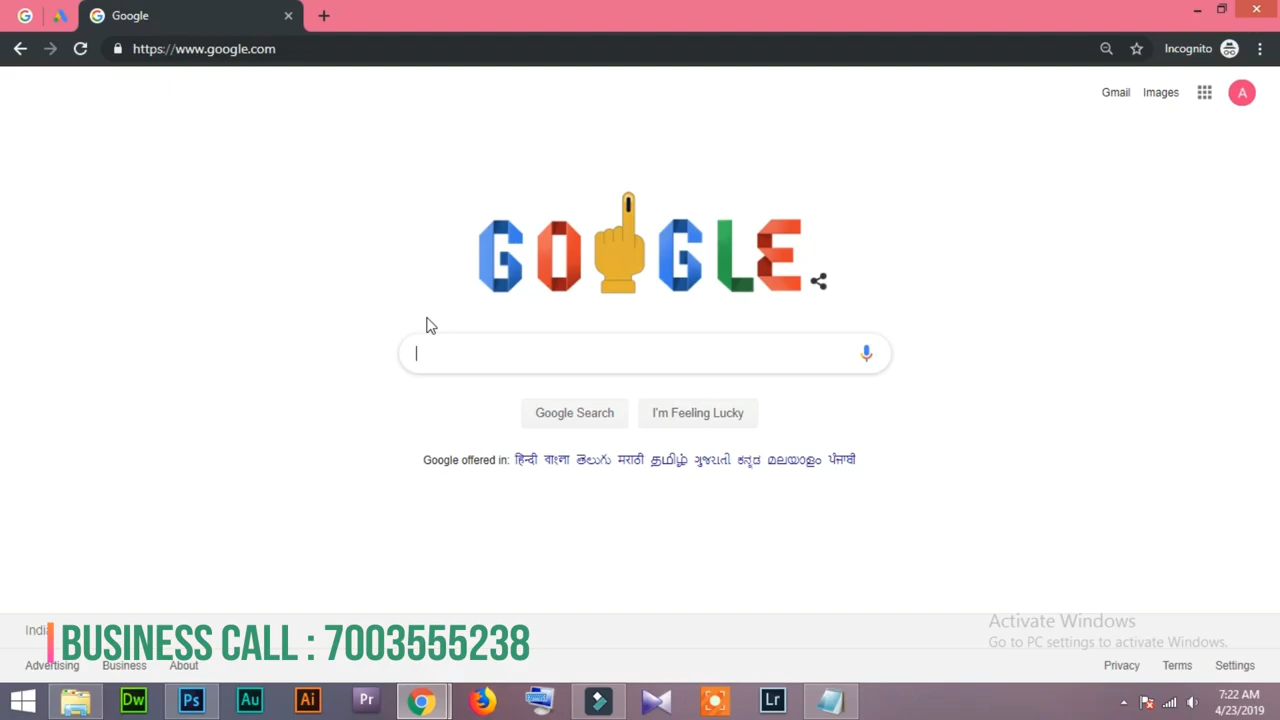 Google
https://www.google.com
Incognito
Gmail Images
A
GOGLE
Google Search I'm Feeling Lucky
Google offered in: हिन्दी বাংলা తెలుగు मराठी தமிழ் ગુજરાતી ಕನ್ನಡ മലയാളം ਪੰਜਾਬੀ
BUSINESS CALL : 7003555238
Activate Windows
Go to PC settings to activate Windows.
Advertising Business About Privacy Terms Settings
Dw Ps Au Ai Pr Lr
7:22 AM
4/23/2019